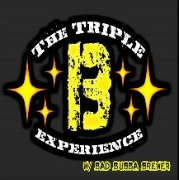 THE TRIPLE
B
EXPERIENCE
W/ BAD BUBBA BREWER